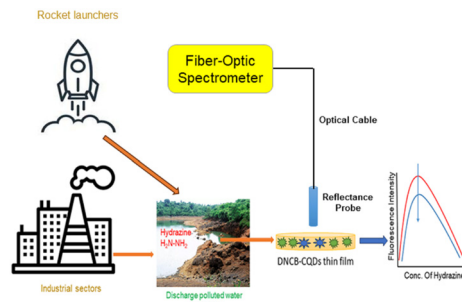 Rocket launchers
Fiber-Optic
Spectrometer
Optical Cable
Reflectance
Probe
Hydrazine
H₂N-NH₂
DNCB-CQDs thin film
Industrial sectors
Discharge polluted water
Fluorescence Intensity
Conc. Of Hydrazine